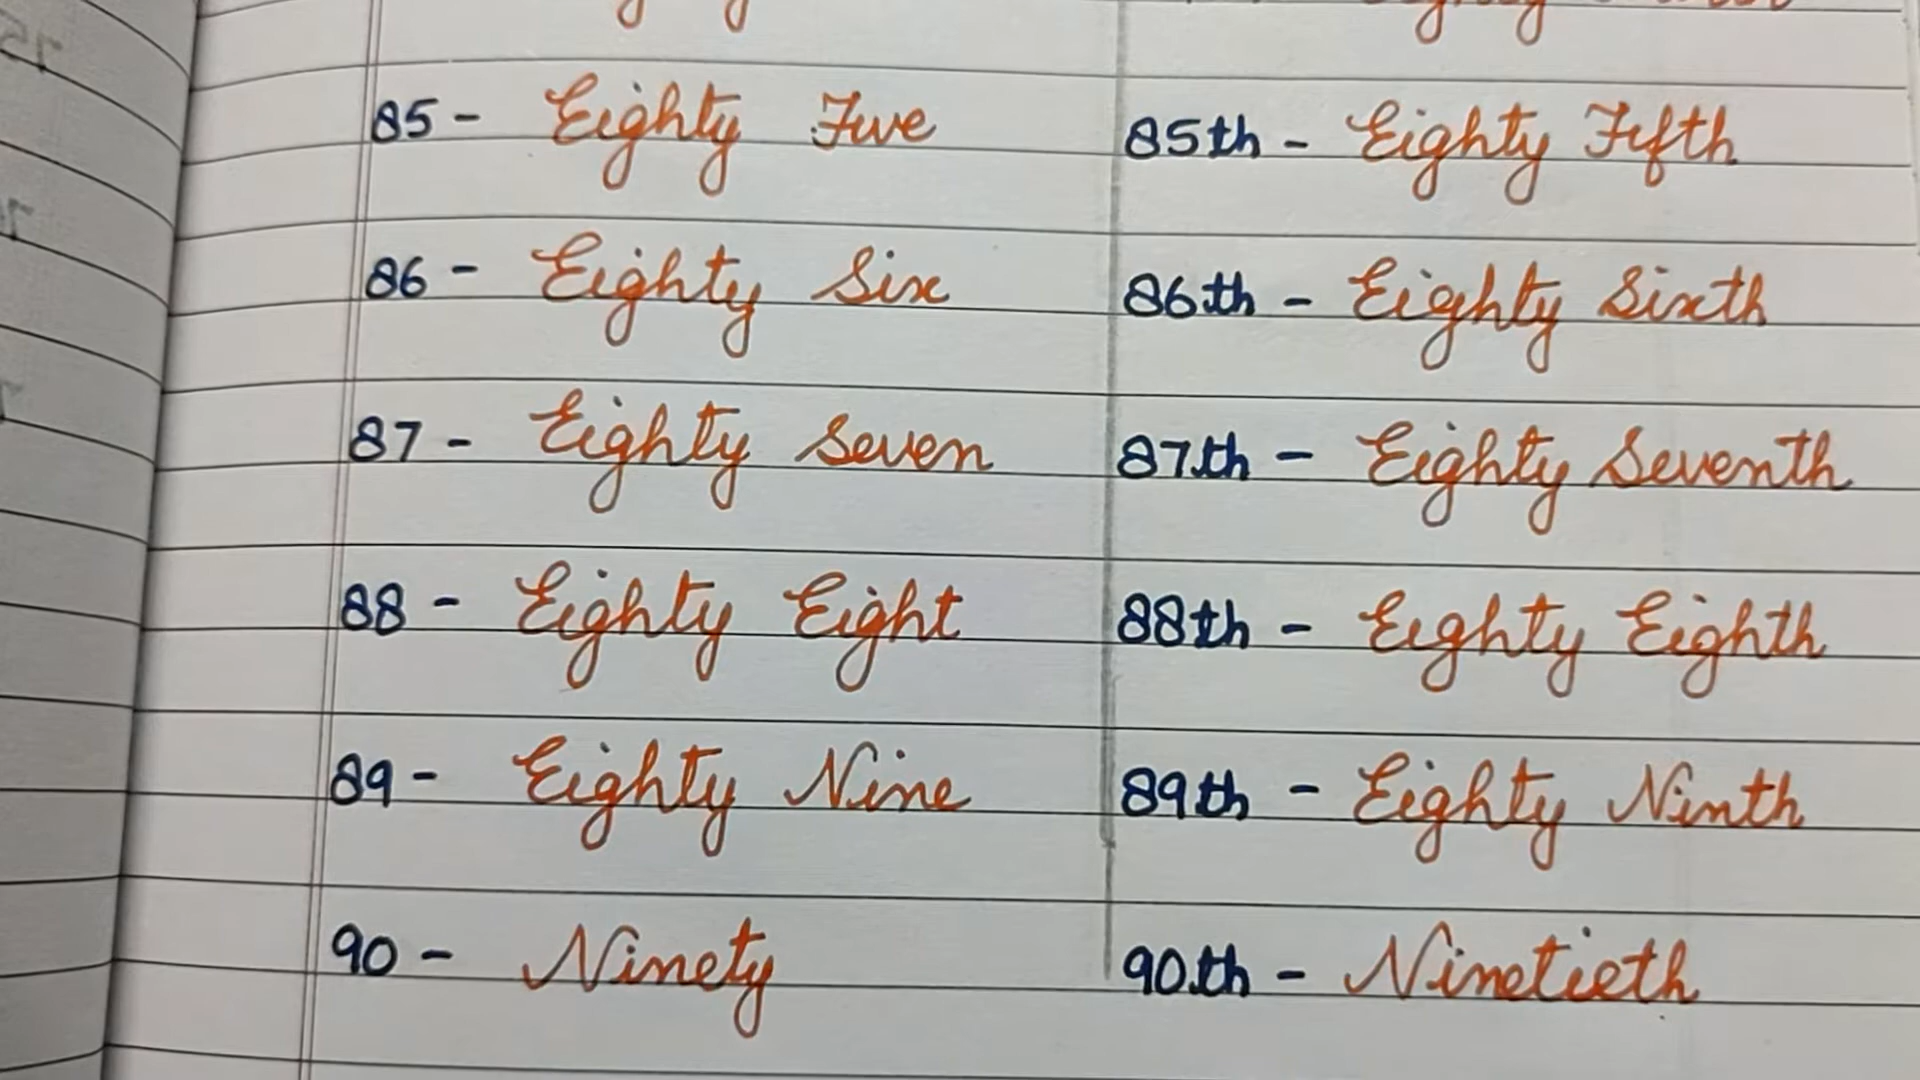 85 - Eighty Five 85th - Eighty Fifth
86 - Eighty Six 86th - Eighty Sixth
87 - Eighty Seven 87th - Eighty Seventh
88 - Eighty Eight 88th - Eighty Eighth
89 - Eighty Nine 89th - Eighty Ninth
90 - Ninety 90th - Ninetieth